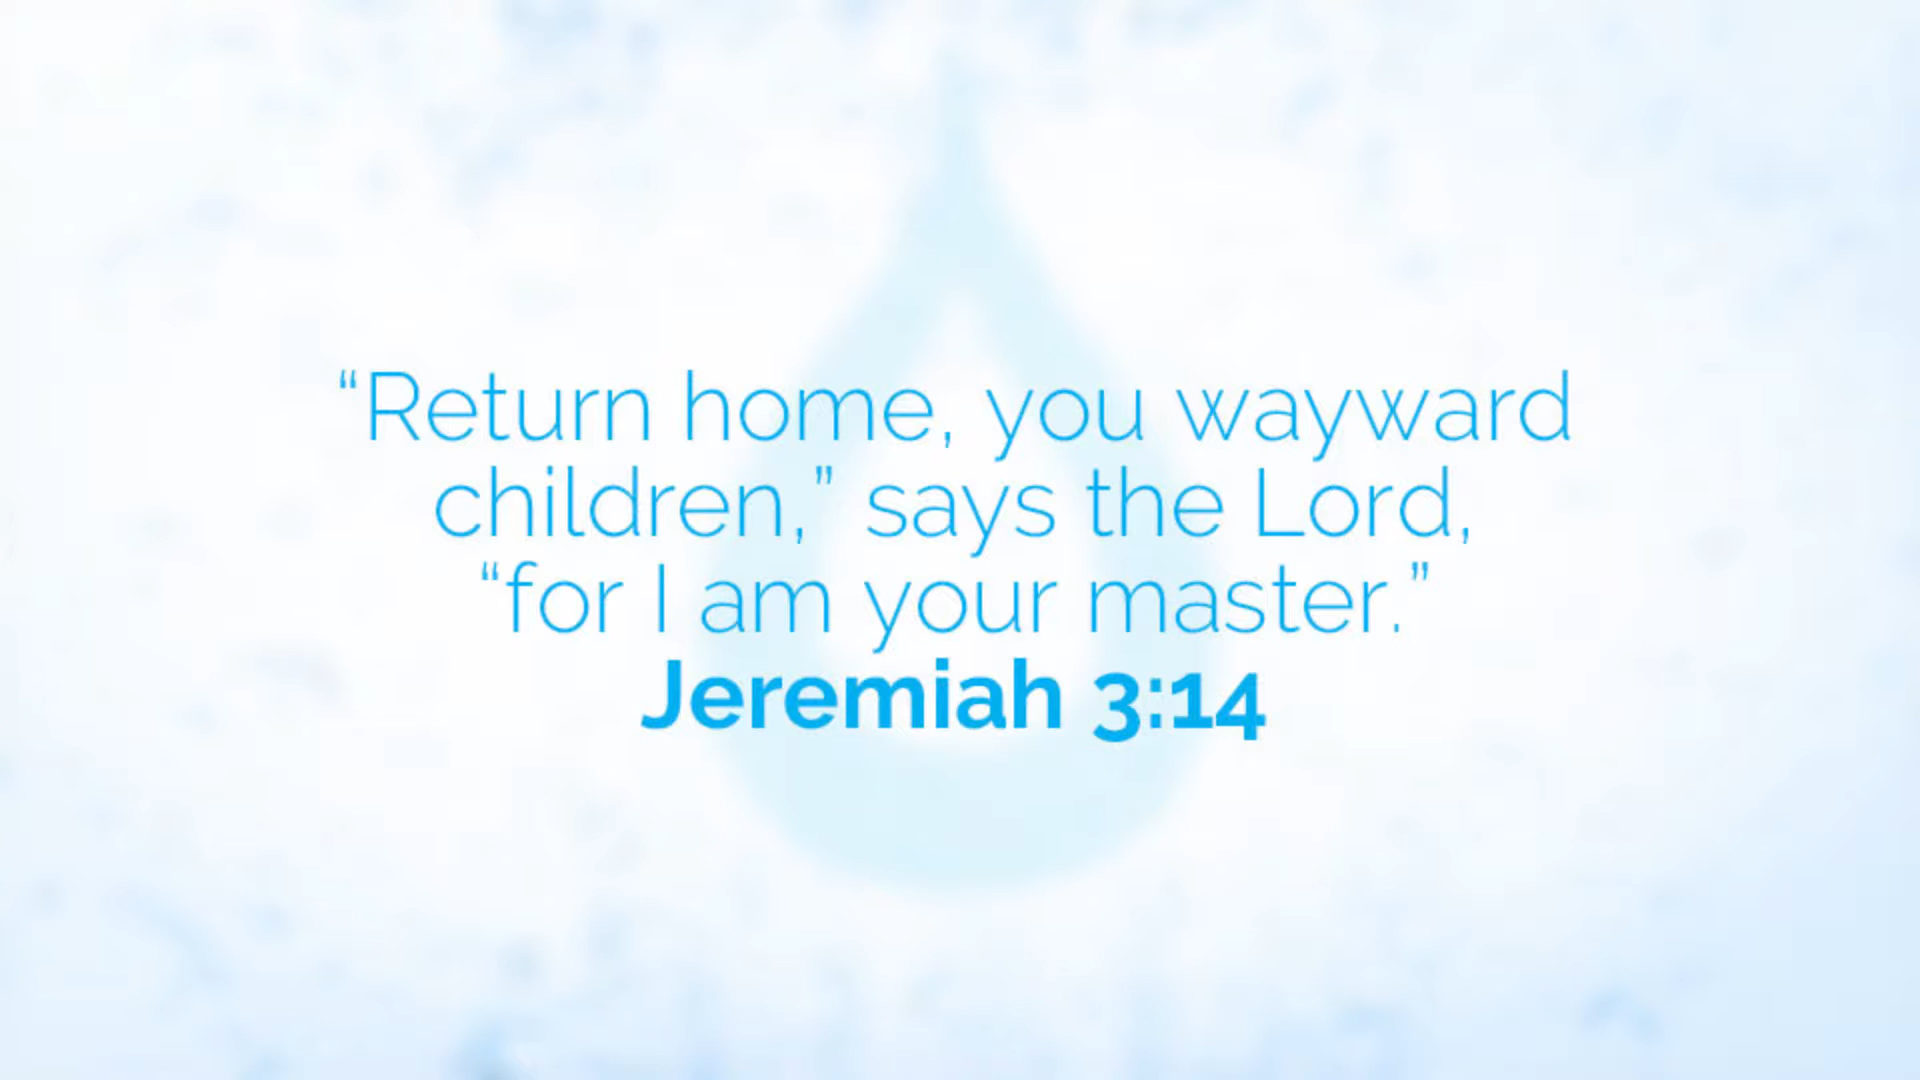 “Return home, you wayward
children,” says the Lord,
“for I am your master.”
Jeremiah 3:14